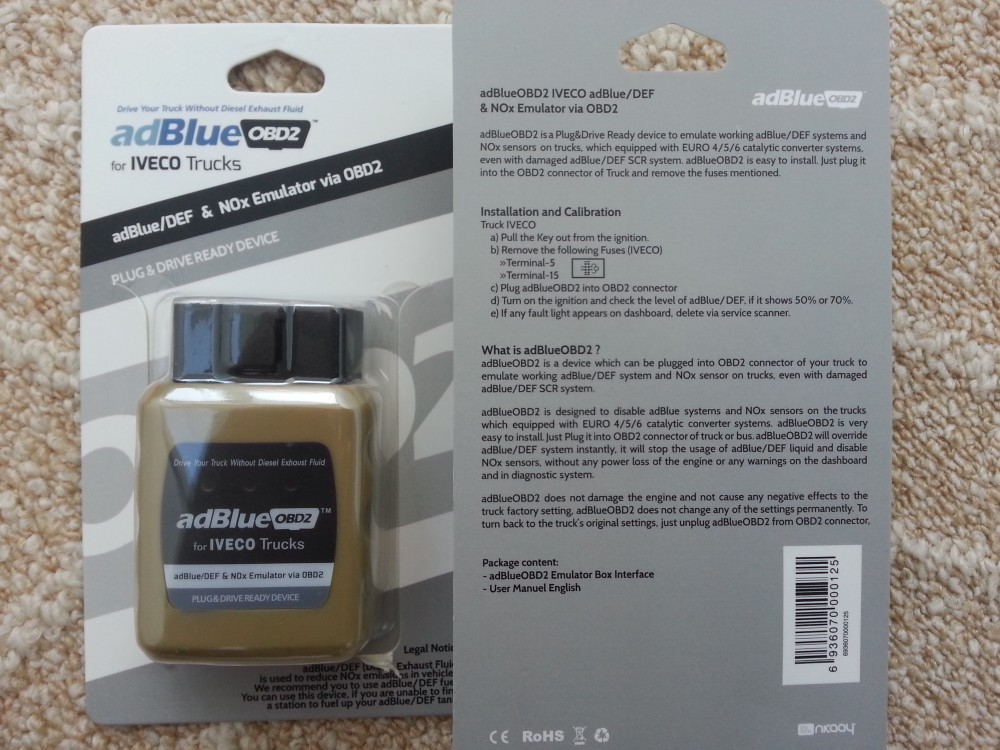 Drive Your Truck Without Diesel Exhaust Fluid
adBlue OBD2 ™
for IVECO Trucks
adBlue/DEF & NOx Emulator via OBD2
PLUG & DRIVE READY DEVICE
Drive Your Truck Without Diesel Exhaust Fluid
adBlue OBD2 ™
for IVECO Trucks
adBlue/DEF & NOx Emulator via OBD2
PLUG & DRIVE READY DEVICE
Legal Noti
adBlue/DEF Exhaust Flui
is used to reduce NOx emissions in vehicle
We recommend you to use adBlue/DEF fue
You can use this device, if you are unable to fin
a station to fuel up your adBlue/DEF tan
adBlueOBD2 IVECO adBlue/DEF
& NOx Emulator via OBD2
adBlue OBD2
adBlueOBD2 is a Plug&Drive Ready device to emulate working adBlue/DEF systems and
NOx sensors on trucks, which equipped with EURO 4/5/6 catalytic converter systems,
even with damaged adBlue/DEF SCR system. adBlueOBD2 is easy to install. Just plug it
into the OBD2 connector of Truck and remove the fuses mentioned.
Installation and Calibration
Truck IVECO
a) Pull the Key out from the ignition.
b) Remove the following Fuses (IVECO)
»Terminal-5
»Terminal-15
c) Plug adBlueOBD2 into OBD2 connector
d) Turn on the ignition and check the level of adBlue/DEF, if it shows 50% or 70%.
e) If any fault light appears on dashboard, delete via service scanner.
What is adBlueOBD2 ?
adBlueOBD2 is a device which can be plugged into OBD2 connector of your truck to
emulate working adBlue/DEF system and NOx sensor on trucks, even with damaged
adBlue/DEF SCR system.
adBlueOBD2 is designed to disable adBlue systems and NOx sensors on the trucks
which equipped with EURO 4/5/6 catalytic converter systems. adBlueOBD2 is very
easy to install. Just Plug it into OBD2 connector of truck or bus. adBlueOBD2 will override
adBlue/DEF system instantly, it will stop the usage of adBlue/DEF liquid and disable
NOx sensors, without any power loss of the engine or any warnings on the dashboard
and in diagnostic system.
adBlueOBD2 does not damage the engine and not cause any negative effects to the
truck factory setting, adBlueOBD2 does not change any of the settings permanently. To
turn back to the truck's original settings, just unplug adBlueOBD2 from OBD2 connector,
Package content:
- adBlueOBD2 Emulator Box Interface
- User Manuel English
6 936070 000125
6936070000125
CE RoHS